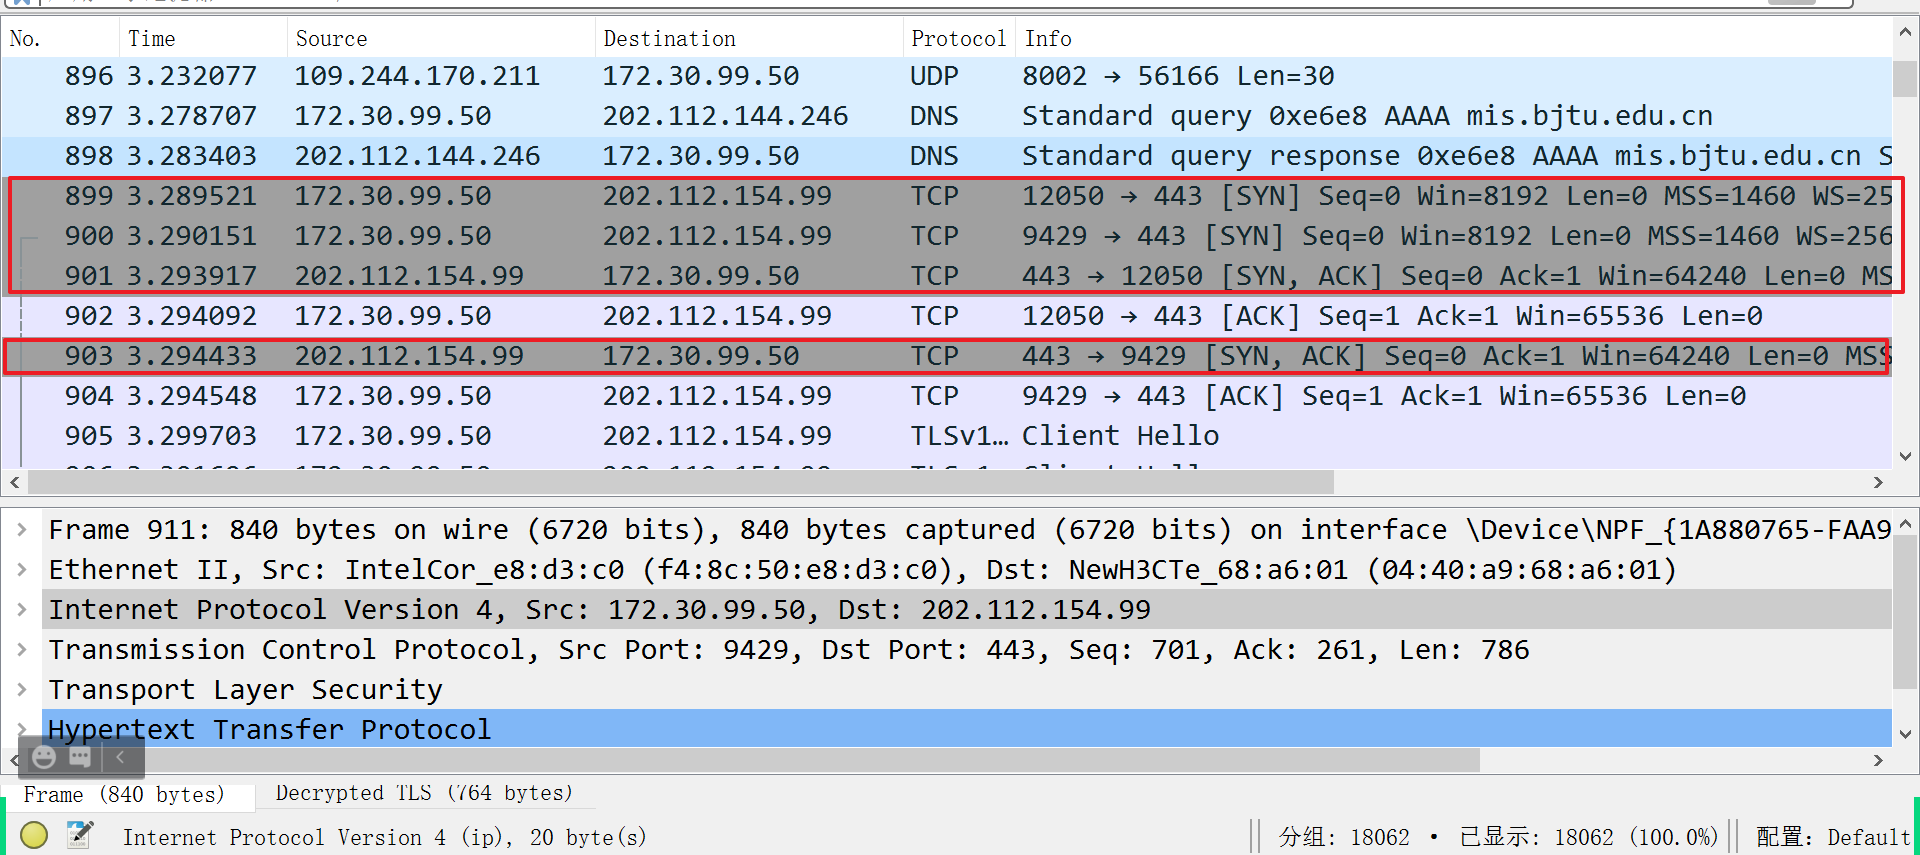 No. Time Source Destination Protocol Info
896 3.232077 109.244.170.211 172.30.99.50 UDP 8002 → 56166 Len=30
897 3.278707 172.30.99.50 202.112.144.246 DNS Standard query 0xe6e8 AAAA mis.bjtu.edu.cn
898 3.283403 202.112.144.246 172.30.99.50 DNS Standard query response 0xe6e8 AAAA mis.bjtu.edu.cn S
899 3.289521 172.30.99.50 202.112.154.99 TCP 12050 → 443 [SYN] Seq=0 Win=8192 Len=0 MSS=1460 WS=25
900 3.290151 172.30.99.50 202.112.154.99 TCP 9429 → 443 [SYN] Seq=0 Win=8192 Len=0 MSS=1460 WS=256
901 3.293917 202.112.154.99 172.30.99.50 TCP 443 → 12050 [SYN, ACK] Seq=0 Ack=1 Win=64240 Len=0 MS
902 3.294092 172.30.99.50 202.112.154.99 TCP 12050 → 443 [ACK] Seq=1 Ack=1 Win=65536 Len=0
903 3.294433 202.112.154.99 172.30.99.50 TCP 443 → 9429 [SYN, ACK] Seq=0 Ack=1 Win=64240 Len=0 MSS
904 3.294548 172.30.99.50 202.112.154.99 TCP 9429 → 443 [ACK] Seq=1 Ack=1 Win=65536 Len=0
905 3.299703 172.30.99.50 202.112.154.99 TLSv1… Client Hello
Frame 911: 840 bytes on wire (6720 bits), 840 bytes captured (6720 bits) on interface \Device\NPF_{1A880765-FAA9
Ethernet II, Src: IntelCor_e8:d3:c0 (f4:8c:50:e8:d3:c0), Dst: NewH3CTe_68:a6:01 (04:40:a9:68:a6:01)
Internet Protocol Version 4, Src: 172.30.99.50, Dst: 202.112.154.99
Transmission Control Protocol, Src Port: 9429, Dst Port: 443, Seq: 701, Ack: 261, Len: 786
Transport Layer Security
Hypertext Transfer Protocol
Frame (840 bytes) Decrypted TLS (764 bytes)
Internet Protocol Version 4 (ip), 20 byte(s) 分组: 18062 · 已显示: 18062 (100.0%) 配置: Default